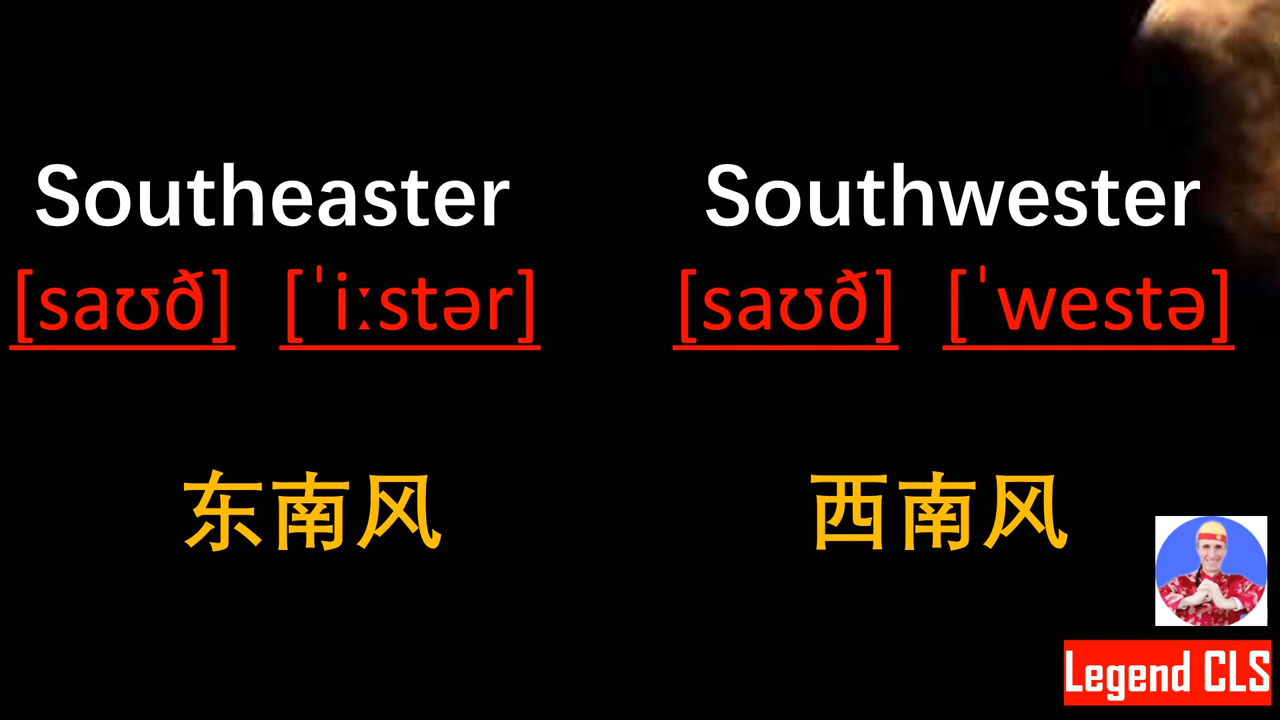 Southeaster Southwester
[saʊð] [ˈiːstər] [saʊð] [ˈwestə]
东南风 西南风
Legend CLS